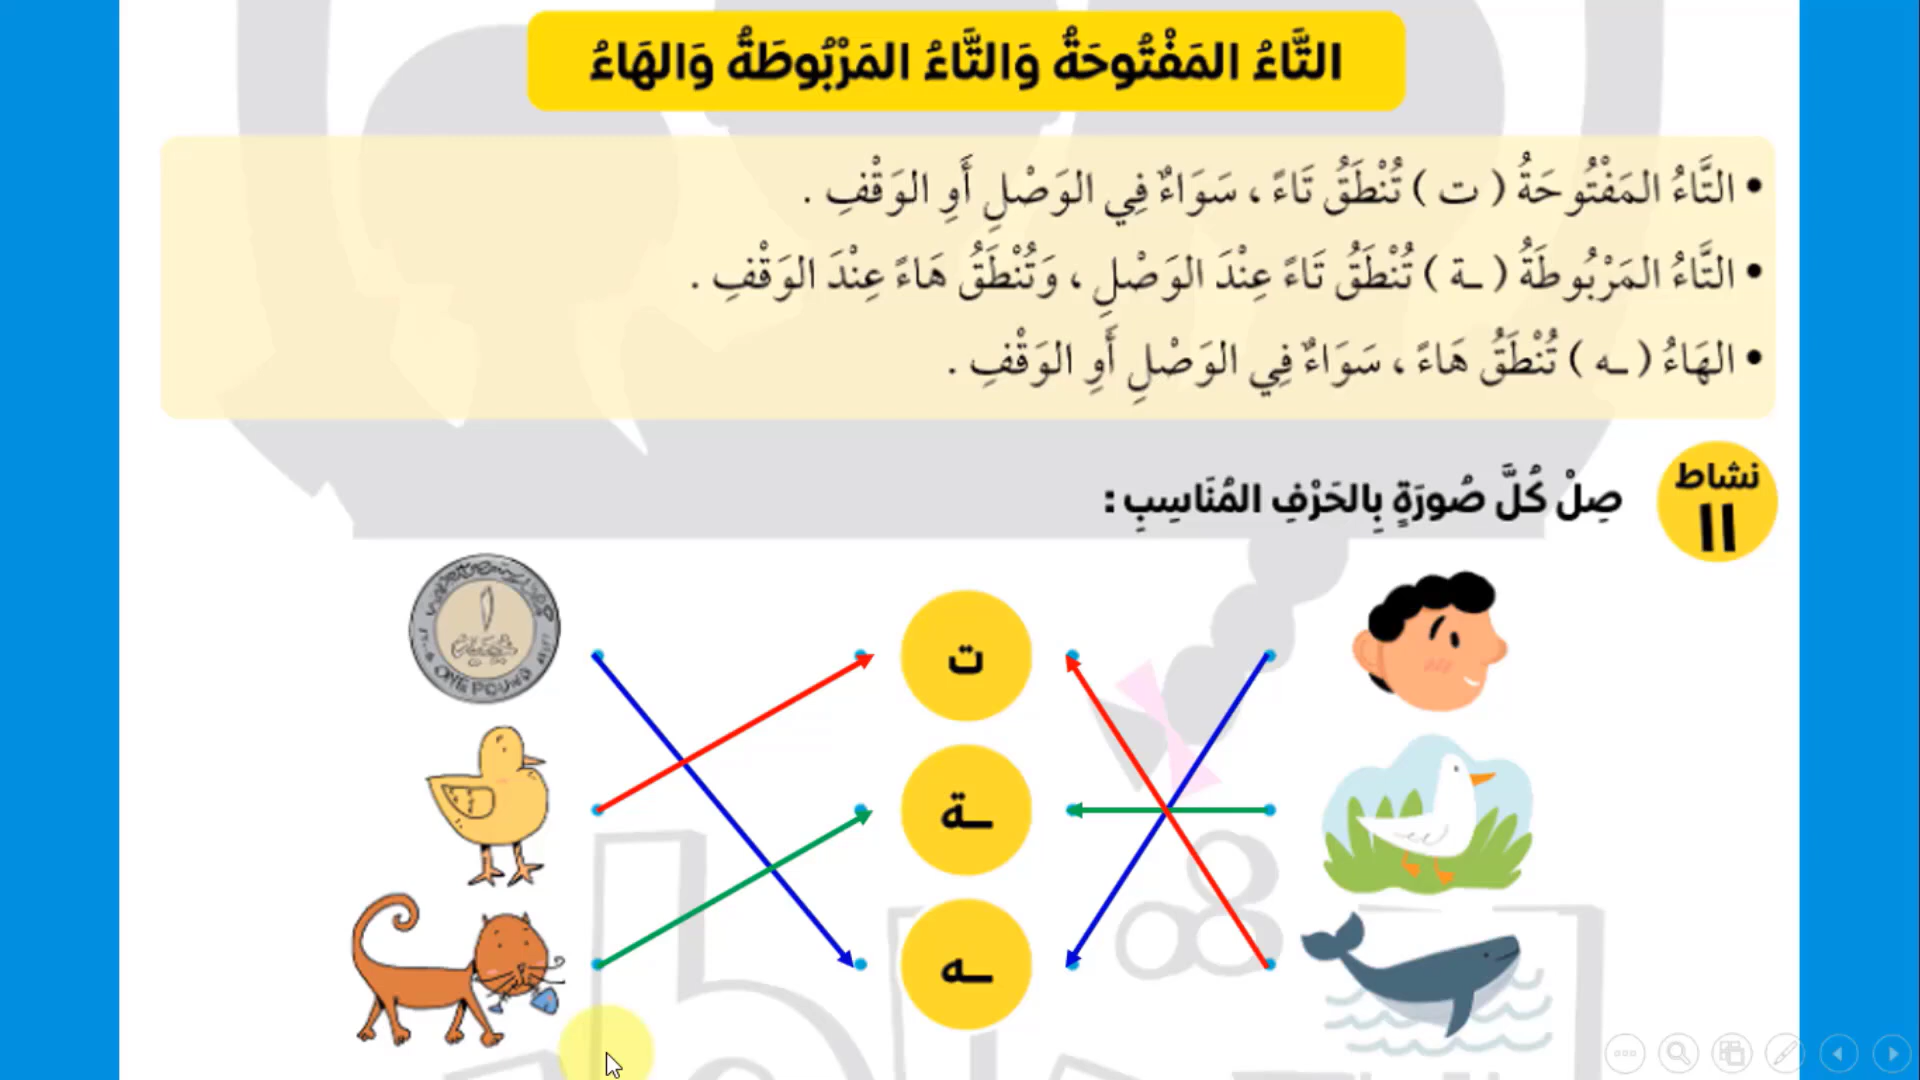 التَّاءُ المَفْتُوحَةُ وَالتَّاءُ المَرْبُوطَةُ وَالهَاءُ
• التَّاءُ المَفْتُوحَةُ ( ت ) تُنْطَقُ تَاءً ، سَوَاءٌ فِي الوَصْلِ أَوِ الوَقْفِ .
• التَّاءُ المَرْبُوطَةُ ( ـة ) تُنْطَقُ تَاءً عِنْدَ الوَصْلِ ، وَتُنْطَقُ هَاءً عِنْدَ الوَقْفِ .
• الهَاءُ ( ـه ) تُنْطَقُ هَاءً ، سَوَاءٌ فِي الوَصْلِ أَوِ الوَقْفِ .
نشاط
١١
صِلْ كُلَّ صُورَةٍ بِالحَرْفِ المُنَاسِبِ :
ت
ـة
ـه
١
ONE POUND